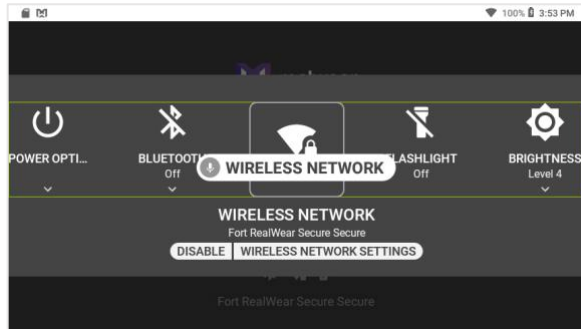 100% 3:53 PM
realwear
POWER OPTI...
BLUETOOTH
Off
WIRELESS NETWORK
FLASHLIGHT
Off
BRIGHTNESS
Level 4
WIRELESS NETWORK
Fort RealWear Secure Secure
DISABLE WIRELESS NETWORK SETTINGS
Fort RealWear Secure Secure